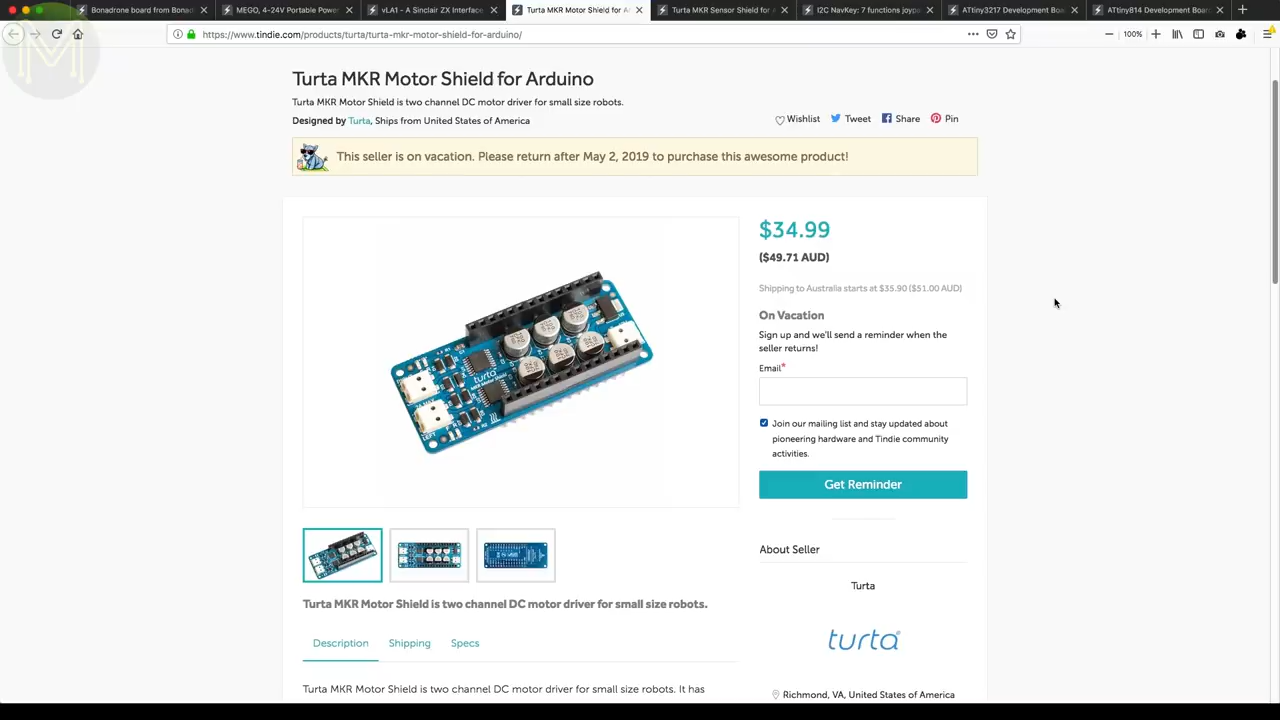 Bonadrone board from Bonad
MEGO, 4-24V Portable Power
vLA1 - A Sinclair ZX Interface
Turta MKR Motor Shield for A
Turta MKR Sensor Shield for A
I2C NavKey: 7 functions joypa
ATtiny3217 Development Boa
ATtiny814 Development Board
https://www.tindie.com/products/turta/turta-mkr-motor-shield-for-arduino/
100%
Turta MKR Motor Shield for Arduino
Turta MKR Motor Shield is two channel DC motor driver for small size robots.
Designed by Turta, Ships from United States of America
Wishlist
Tweet
Share
Pin
This seller is on vacation. Please return after May 2, 2019 to purchase this awesome product!
$34.99
($49.71 AUD)
Shipping to Australia starts at $35.90 ($51.00 AUD)
On Vacation
Sign up and we'll send a reminder when the
seller returns!
Email*
Join our mailing list and stay updated about
pioneering hardware and Tindie community
activities.
Get Reminder
turta
LEFT
About Seller
Turta
turta
Richmond, VA, United States of America
Turta MKR Motor Shield is two channel DC motor driver for small size robots.
Description
Shipping
Specs
Turta MKR Motor Shield is two channel DC motor driver for small size robots. It has